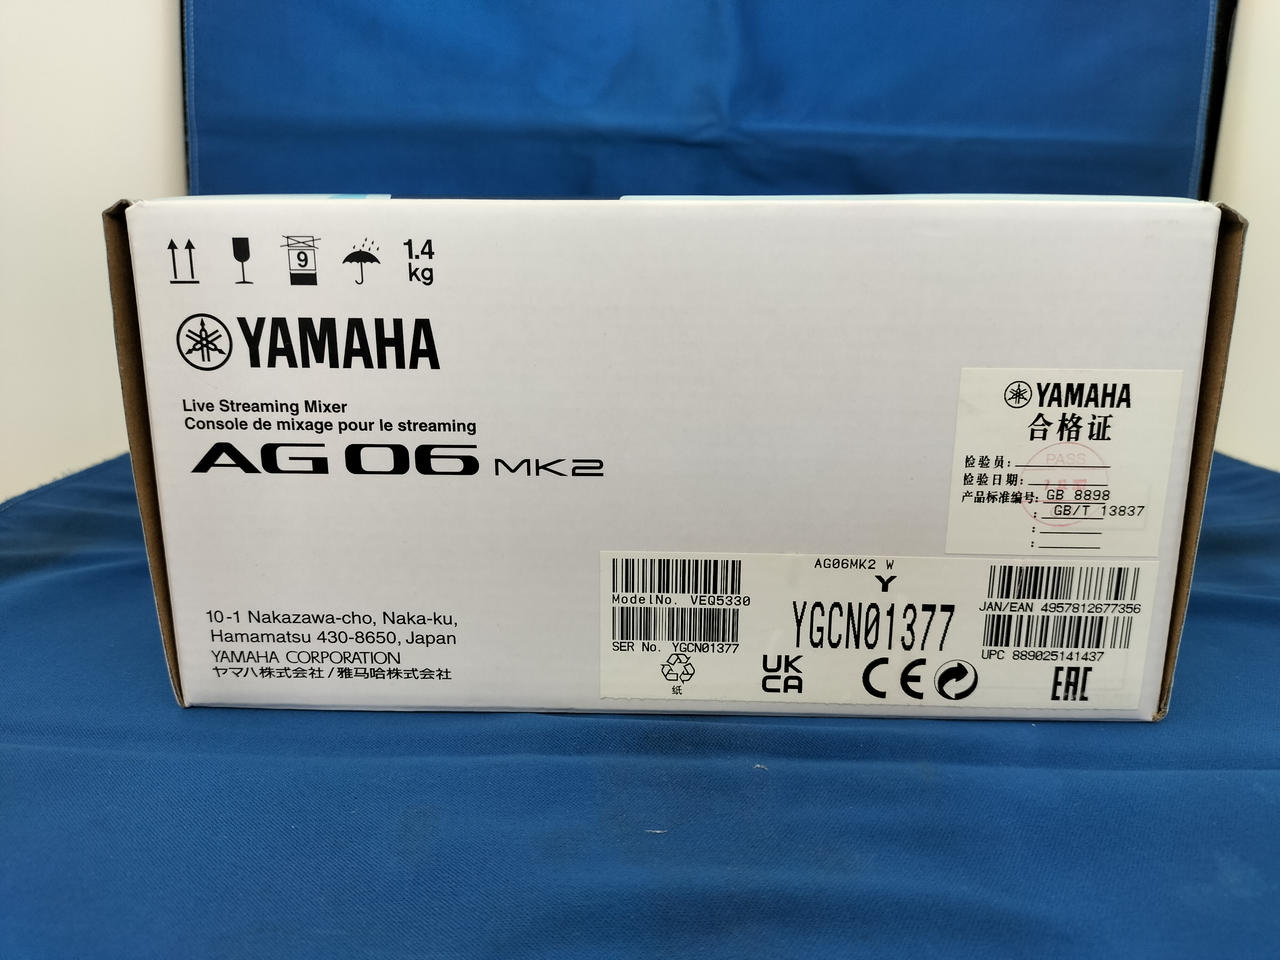 9
1.4
kg
YAMAHA
Live Streaming Mixer
Console de mixage pour le streaming
AG06 MK2
10-1 Nakazawa-cho, Naka-ku,
Hamamatsu 430-8650, Japan
YAMAHA CORPORATION
ヤマハ株式会社/雅马哈株式会社
YAMAHA
合格证
PASS
检验员:
检验日期:
产品标准编号: GB 8898
: GB/T 13837
:
:
AG06MK2 W
Y
YGCN01377
ModelNo. VEQ5330
SER No. YGCN01377
纸
UK
CA
CE
JAN/EAN 4957812677356
UPC 889025141437
EAC